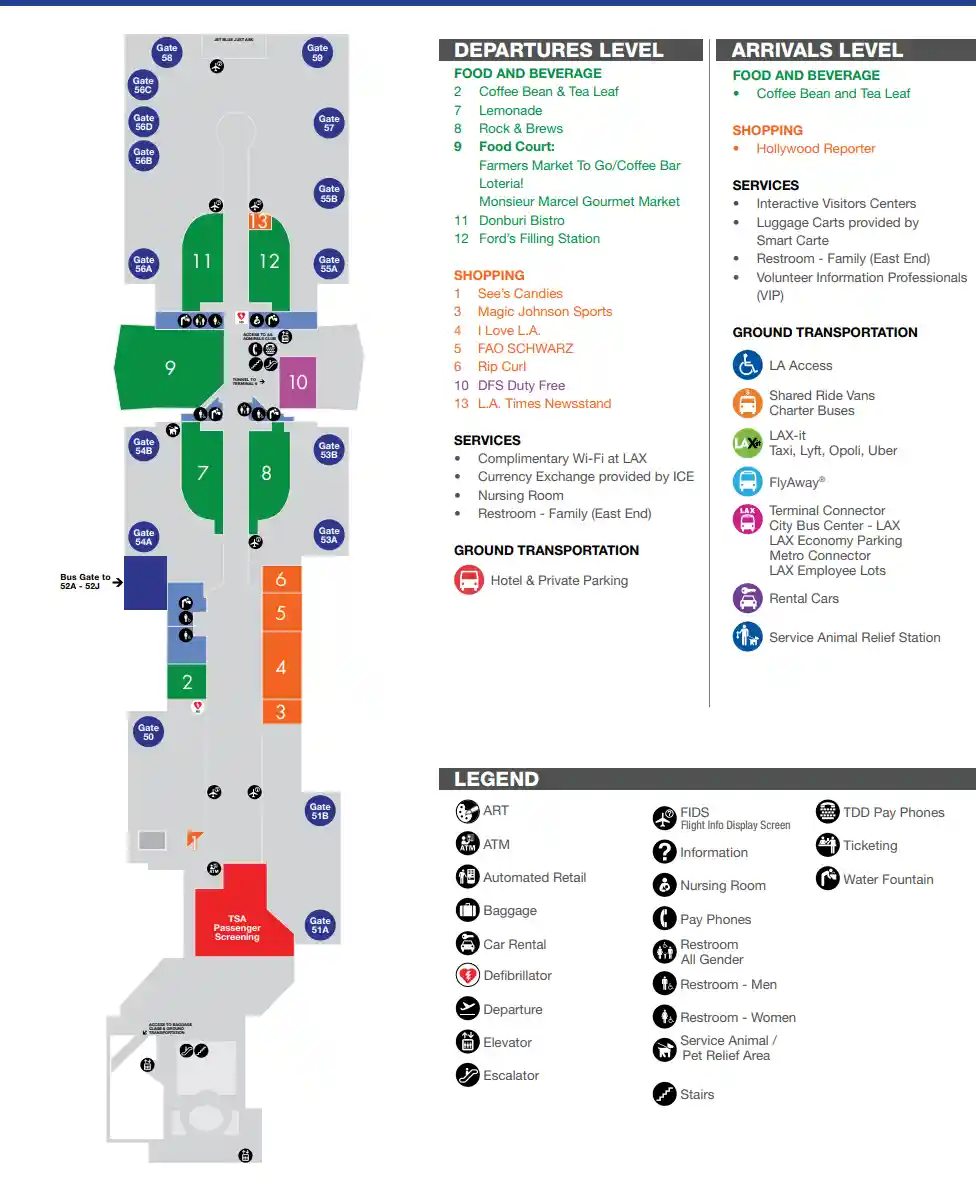 JET BLUE JUST ASK!
Gate
58
Gate
59
Gate
56C
Gate
56D
Gate
57
Gate
56B
Gate
55B
13
Gate
56A
11
12
Gate
55A
ACCESS TO AA
ADMIRALS CLUB
9
TUNNEL TO
TERMINAL 6
10
Gate
54B
7
8
Gate
53B
Gate
54A
Gate
53A
Bus Gate to
52A - 52J
6
5
4
2
3
Gate
50
Gate
51B
1
ATM
TSA
Passenger
Screening
Gate
51A
ACCESS TO BAGGAGE
CLAIM & GROUND
TRANSPORTATION
DEPARTURES LEVEL
FOOD AND BEVERAGE
2 Coffee Bean & Tea Leaf
7 Lemonade
8 Rock & Brews
9 Food Court:
Farmers Market To Go/Coffee Bar
Loteria!
Monsieur Marcel Gourmet Market
11 Donburi Bistro
12 Ford's Filling Station
SHOPPING
1 See's Candies
3 Magic Johnson Sports
4 I Love L.A.
5 FAO SCHWARZ
6 Rip Curl
10 DFS Duty Free
13 L.A. Times Newsstand
SERVICES
• Complimentary Wi-Fi at LAX
• Currency Exchange provided by ICE
• Nursing Room
• Restroom - Family (East End)
GROUND TRANSPORTATION
Hotel & Private Parking
ARRIVALS LEVEL
FOOD AND BEVERAGE
• Coffee Bean and Tea Leaf
SHOPPING
• Hollywood Reporter
SERVICES
• Interactive Visitors Centers
• Luggage Carts provided by
Smart Carte
• Restroom - Family (East End)
• Volunteer Information Professionals
(VIP)
GROUND TRANSPORTATION
LA Access
Shared Ride Vans
Charter Buses
LAXit
LAX-it
Taxi, Lyft, Opoli, Uber
FlyAway®
LAX
Terminal Connector
City Bus Center - LAX
LAX Economy Parking
Metro Connector
LAX Employee Lots
Rental Cars
Service Animal Relief Station
LEGEND
ART
ATM
ATM
Automated Retail
Baggage
Car Rental
Defibrillator
Departure
Elevator
Escalator
FIDS
Flight Info Display Screen
?
Information
Nursing Room
Pay Phones
Restroom
All Gender
Restroom - Men
Restroom - Women
Service Animal /
Pet Relief Area
Stairs
TDD Pay Phones
Ticketing
Water Fountain